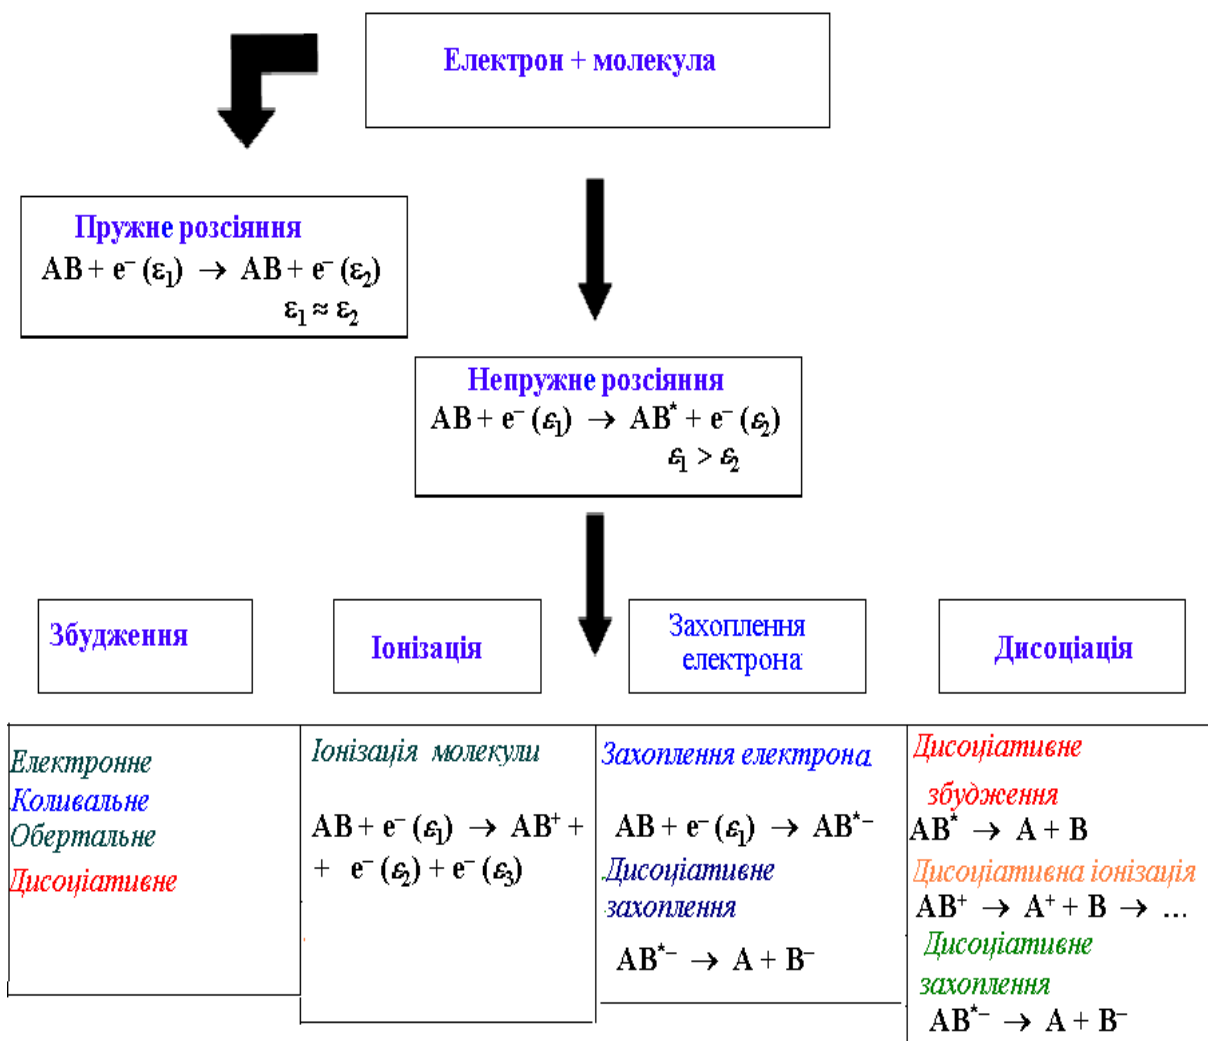 Електрон + молекула
Пружне розсіяння
AB + e⁻ (ε₁) → AB + e⁻ (ε₂)
ε₁ ≈ ε₂
Непружне розсіяння
AB + e⁻ (ε₁) → AB* + e⁻ (ε₂)
ε₁ > ε₂
Збудження
Іонізація
Захоплення
електрона
Дисоціація
Електронне
Коливальне
Обертальне
Дисоціативне
Іонізація молекули
AB + e⁻ (ε₁) → AB⁺ +
+ e⁻ (ε₂) + e⁻ (ε₃)
Захоплення електрона
AB + e⁻ (ε₁) → AB*⁻
Дисоціативне
захоплення
AB*⁻ → A + B⁻
Дисоціативне
збудження
AB* → A + B
Дисоціативна іонізація
AB⁺ → A⁺ + B → ...
Дисоціативне
захоплення
AB*⁻ → A + B⁻